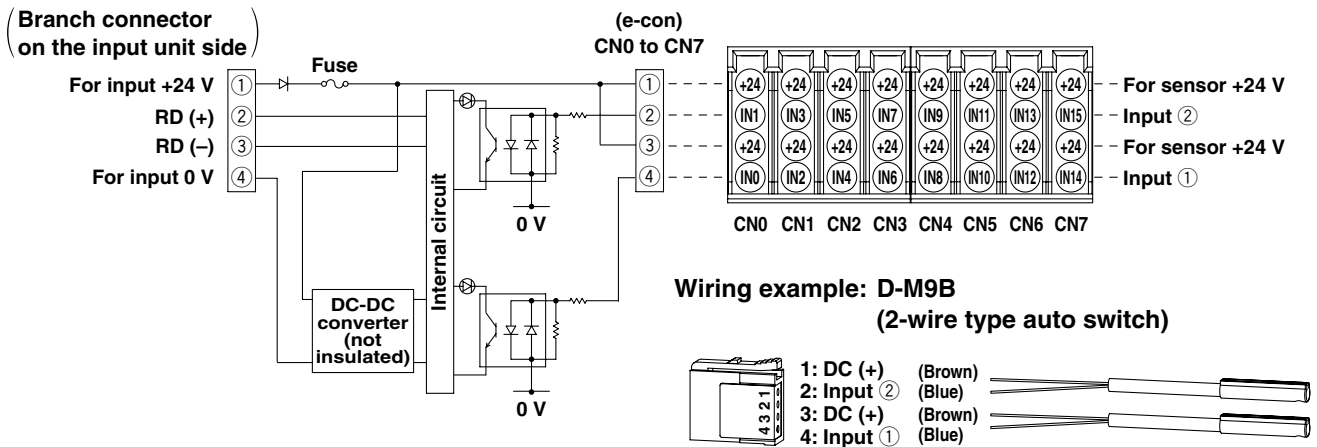 Branch connector
on the input unit side
For input +24 V ①
RD (+) ②
RD (–) ③
For input 0 V ④
Fuse
Internal circuit
DC-DC
converter
(not
insulated)
0 V
0 V
(e-con)
CN0 to CN7
①
②
③
④
+24 +24 +24 +24 +24 +24 +24 +24
IN1 IN3 IN5 IN7 IN9 IN11 IN13 IN15
+24 +24 +24 +24 +24 +24 +24 +24
IN0 IN2 IN4 IN6 IN8 IN10 IN12 IN14
For sensor +24 V
Input ②
For sensor +24 V
Input ①
CN0 CN1 CN2 CN3 CN4 CN5 CN6 CN7
Wiring example: D-M9B
(2-wire type auto switch)
4 3 2 1
1: DC (+) (Brown)
2: Input ② (Blue)
3: DC (+) (Brown)
4: Input ① (Blue)